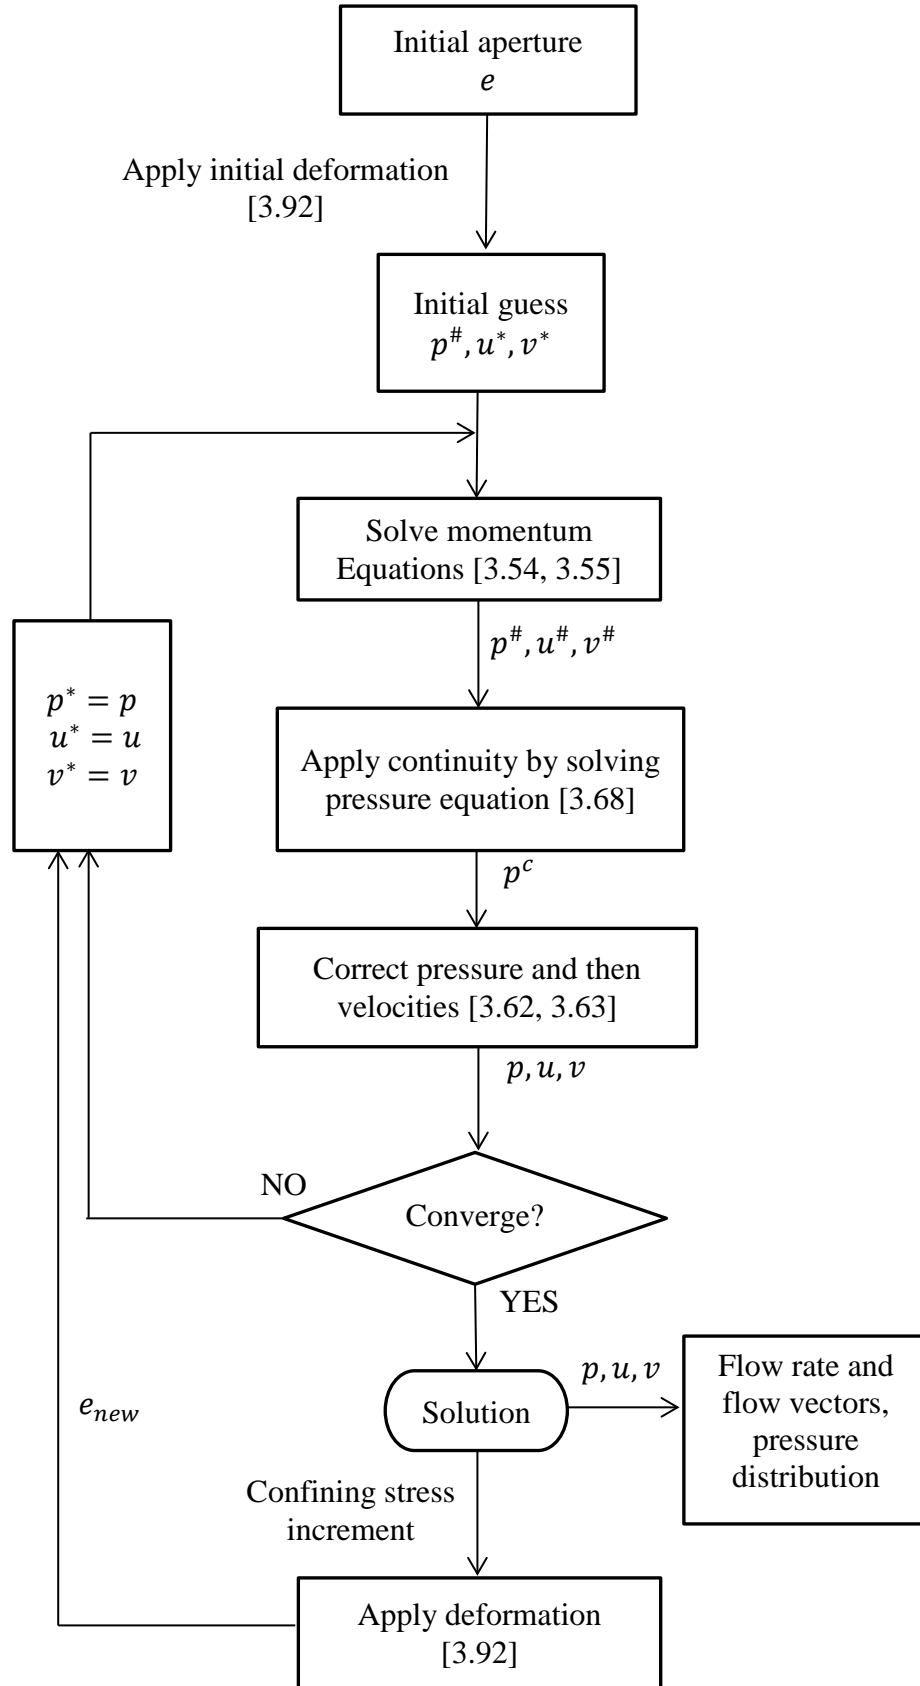 Initial aperture
e
Apply initial deformation
[3.92]
Initial guess
p^#, u^*, v^*
Solve momentum
Equations [3.54, 3.55]
p^#, u^#, v^#
p^* = p
u^* = u
v^* = v
Apply continuity by solving
pressure equation [3.68]
p^c
Correct pressure and then
velocities [3.62, 3.63]
p, u, v
NO
Converge?
YES
p, u, v
Solution
Flow rate and
flow vectors,
pressure
distribution
e_{new}
Confining stress
increment
Apply deformation
[3.92]